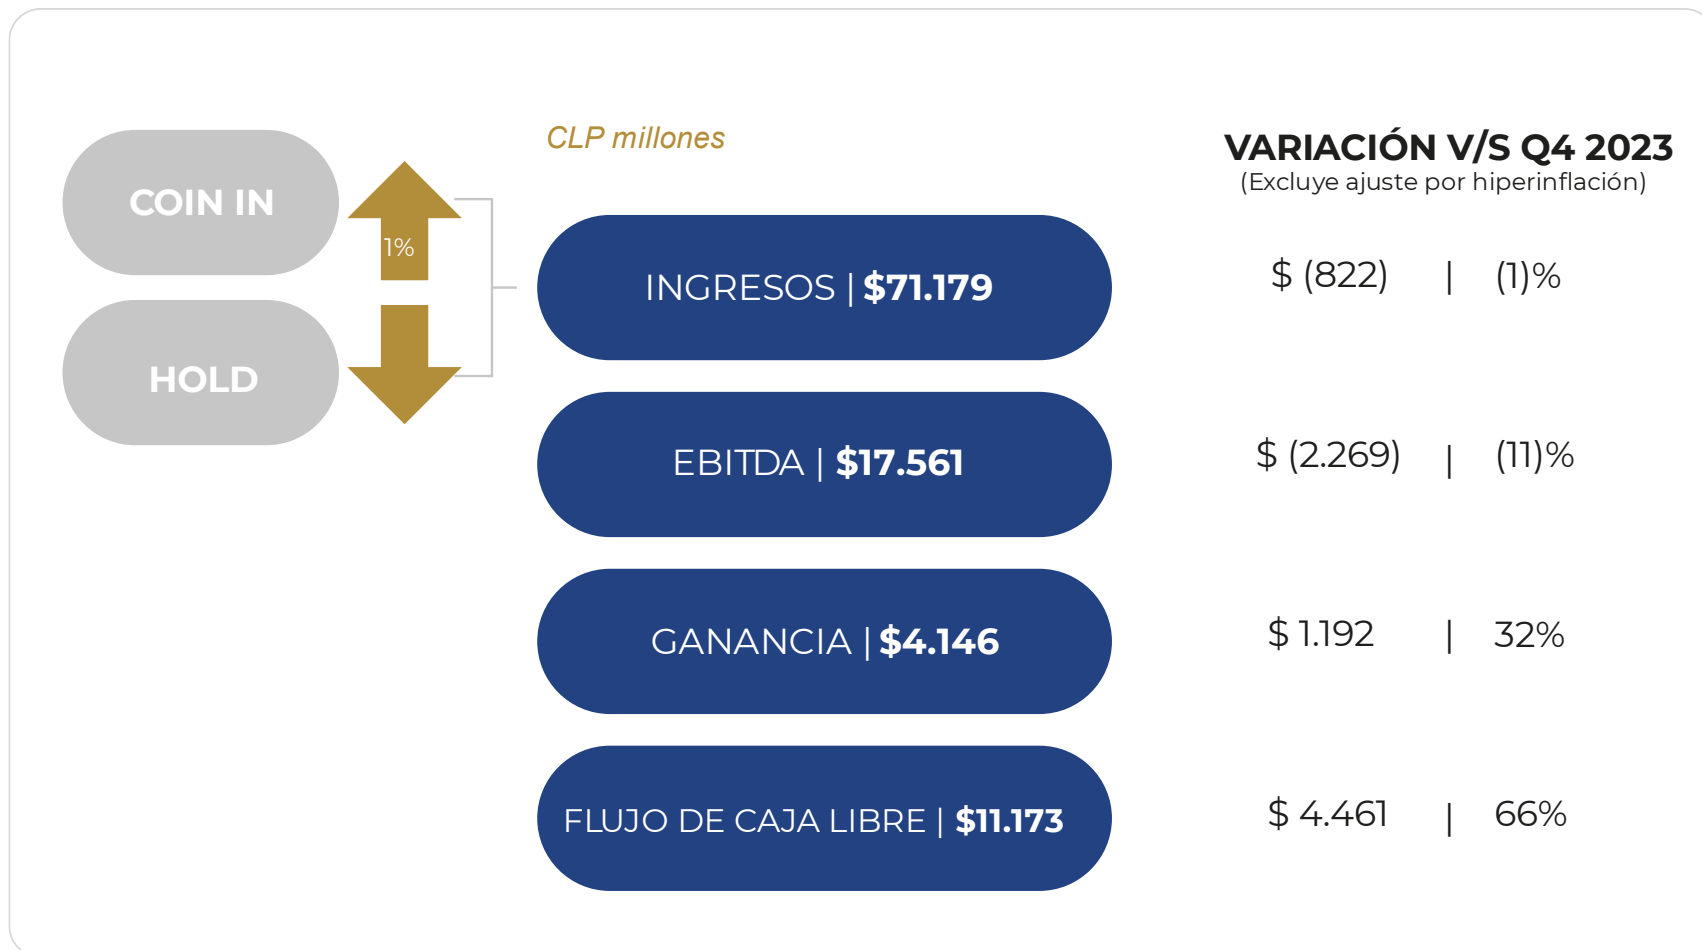 CLP millones
VARIACIÓN V/S Q4 2023
(Excluye ajuste por hiperinflación)
COIN IN
1%
HOLD
INGRESOS | $71.179
$ (822) | (1)%
EBITDA | $17.561
$ (2.269) | (11)%
GANANCIA | $4.146
$ 1.192 | 32%
FLUJO DE CAJA LIBRE | $11.173
$ 4.461 | 66%